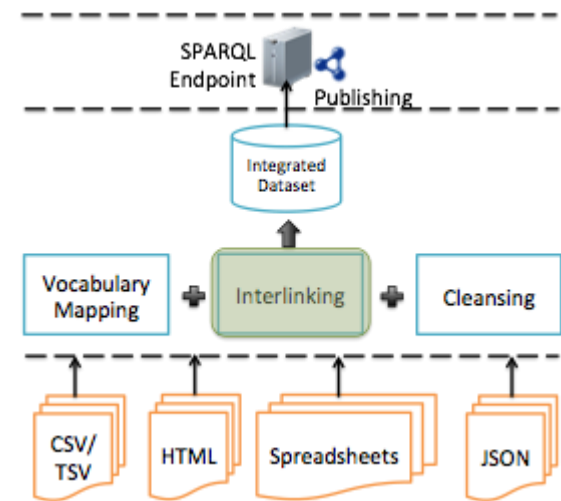 SPARQL
Endpoint
Publishing
Integrated
Dataset
Vocabulary
Mapping
Interlinking
Cleansing
CSV/
TSV
HTML
Spreadsheets
JSON